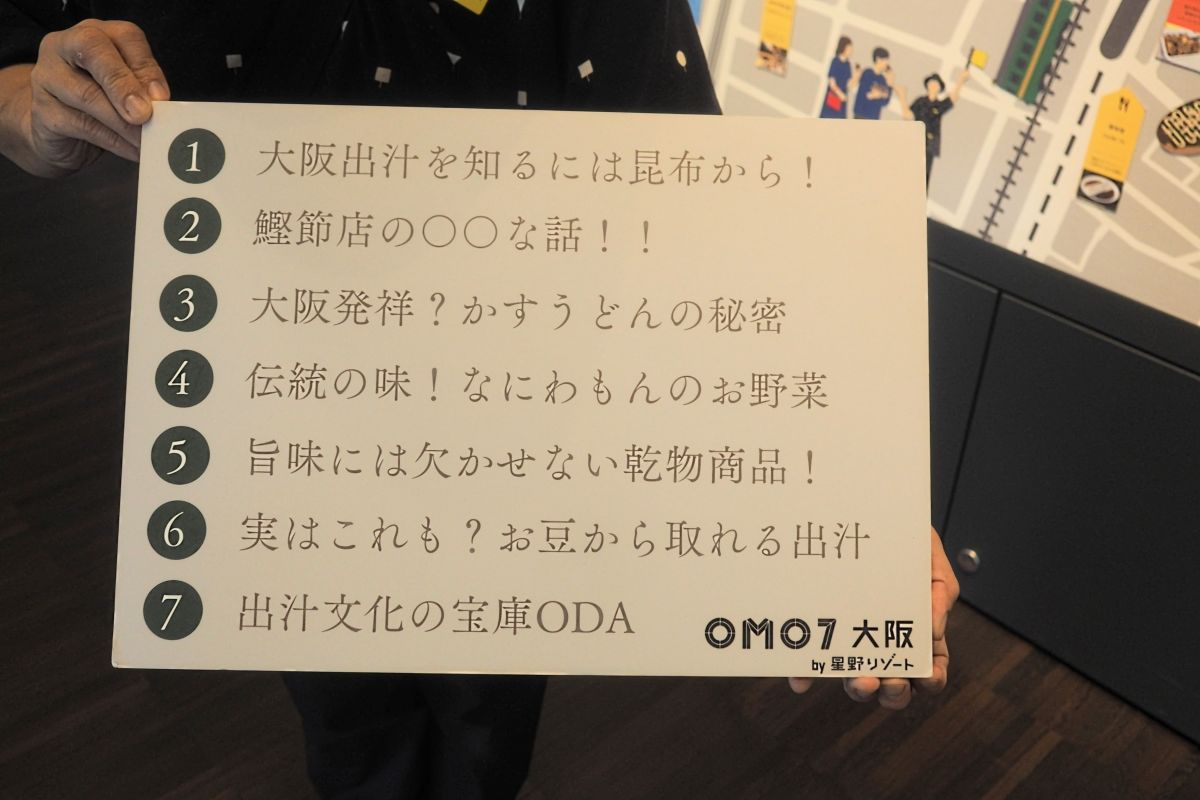 1 大阪出汁を知るには昆布から！
2 鰹節店の〇〇な話！！
3 大阪発祥？かすうどんの秘密
4 伝統の味！なにわもんのお野菜
5 旨味には欠かせない乾物商品！
6 実はこれも？お豆から取れる出汁
7 出汁文化の宝庫ODA
OMO7 大阪
by 星野リゾート